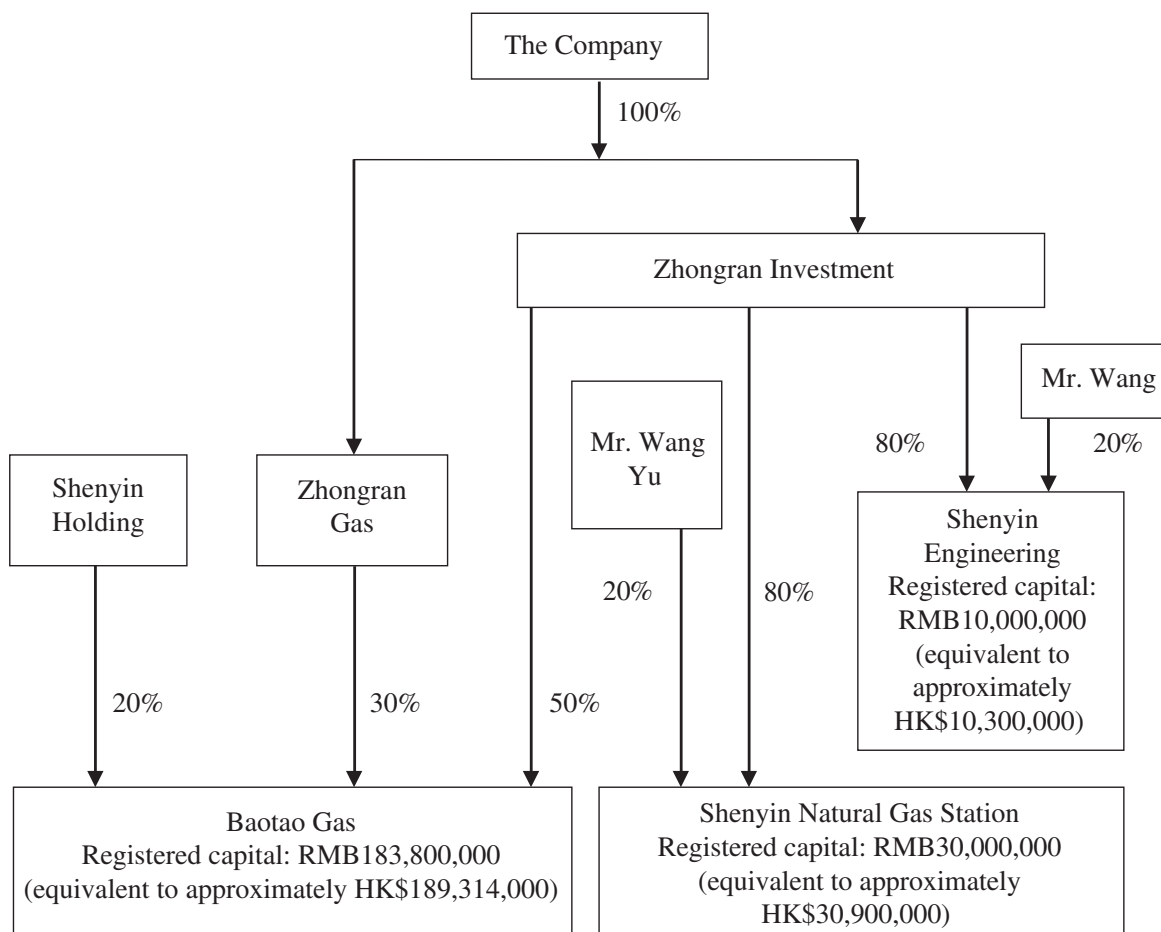 The Company
100%
Zhongran Investment
Mr. Wang
Mr. Wang
Yu
80%
20%
Shenyin
Holding
Zhongran
Gas
Shenyin
Engineering
Registered capital:
RMB10,000,000
(equivalent to
approximately
HK$10,300,000)
20%
80%
20%
30%
50%
Baotao Gas
Registered capital: RMB183,800,000
(equivalent to approximately HK$189,314,000)
Shenyin Natural Gas Station
Registered capital: RMB30,000,000
(equivalent to approximately
HK$30,900,000)